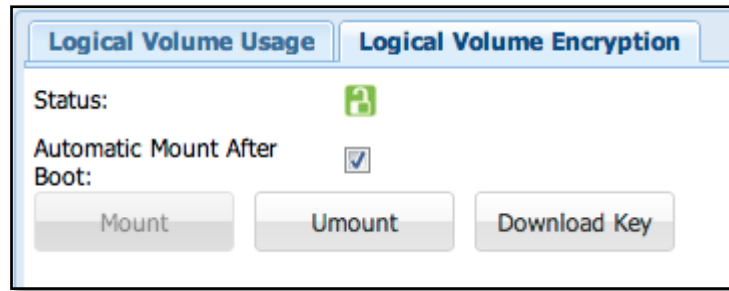 Logical Volume Usage Logical Volume Encryption
Status:
Automatic Mount After
Boot:
Mount Umount Download Key